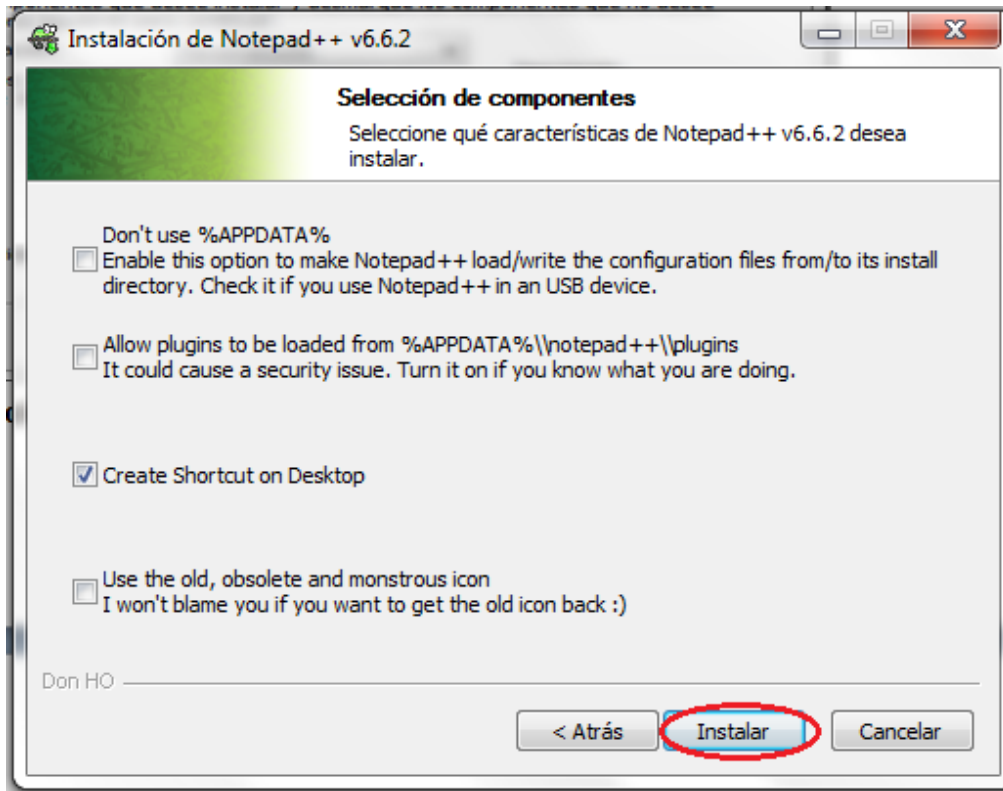 Instalación de Notepad++ v6.6.2
Selección de componentes
Seleccione qué características de Notepad++ v6.6.2 desea
instalar.
Don't use %APPDATA%
Enable this option to make Notepad++ load/write the configuration files from/to its install
directory. Check it if you use Notepad++ in an USB device.
Allow plugins to be loaded from %APPDATA%\\notepad++\\plugins
It could cause a security issue. Turn it on if you know what you are doing.
Create Shortcut on Desktop
Use the old, obsolete and monstrous icon
I won't blame you if you want to get the old icon back :)
Don HO
< Atrás
Instalar
Cancelar